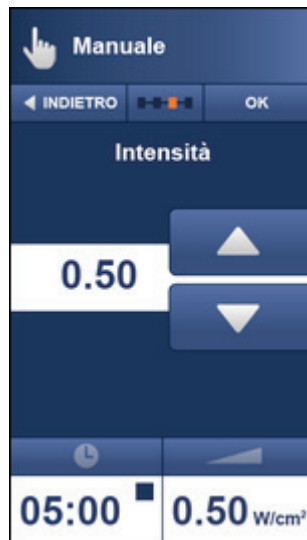 Manuale
INDIETRO OK
Intensità
0.50
05:00 0.50 W/cm²